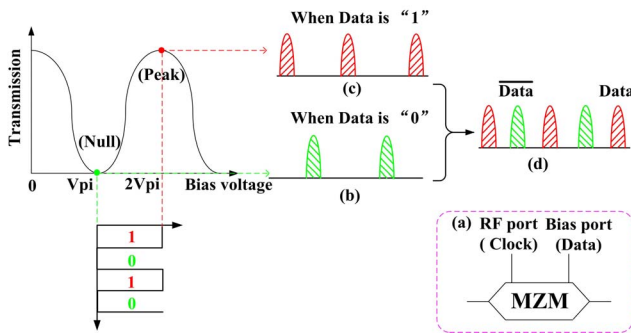 When Data is “1”
(Peak)
Transmission
(c)
Data
Data
(Null)
When Data is “0”
0
Vpi
2Vpi
Bias voltage
(b)
(d)
1
0
1
0
(a)
RF port
( Clock)
Bias port
(Data)
MZM